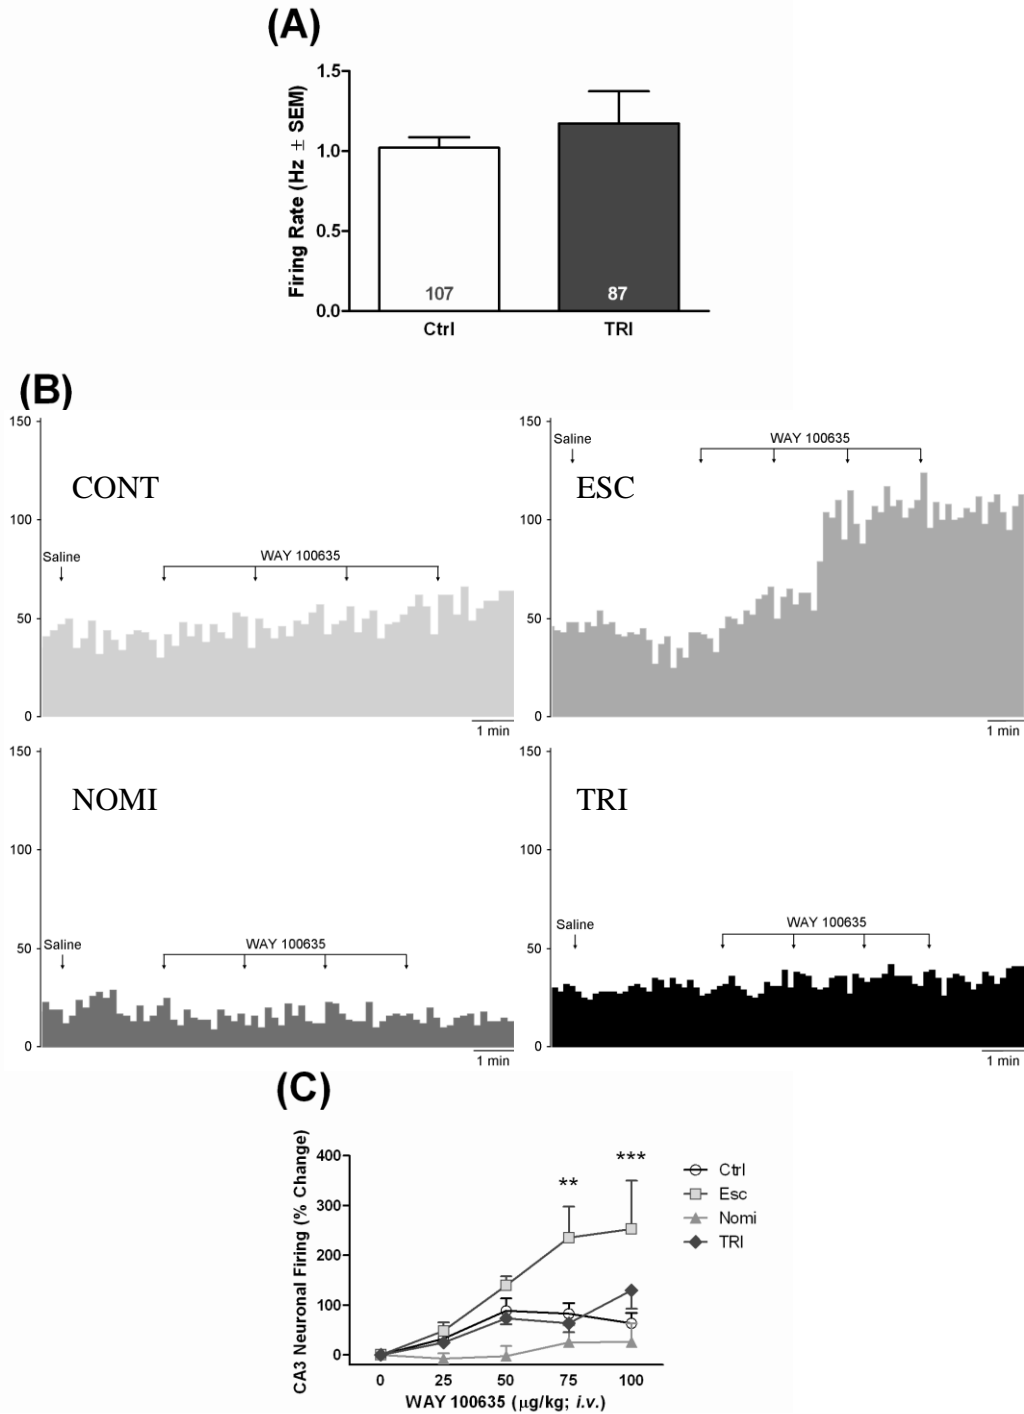 (A)
1.5
1.0
0.5
0.0
Firing Rate (Hz ± SEM)
107
87
Ctrl
TRI
(B)
150
100
50
0
CONT
Saline
WAY 100635
1 min
150
100
50
0
ESC
Saline
WAY 100635
1 min
150
100
50
0
NOMI
Saline
WAY 100635
1 min
150
100
50
0
TRI
Saline
WAY 100635
1 min
(C)
CA3 Neuronal Firing (% Change)
400
300
200
100
0
**
***
Ctrl
Esc
Nomi
TRI
0 25 50 75 100
WAY 100635 (μg/kg; i.v.)